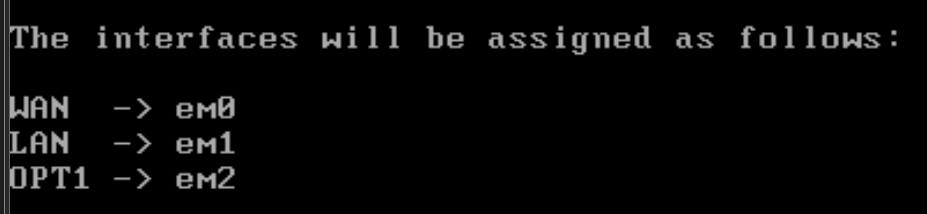 The interfaces will be assigned as follows:
WAN  -> em0
LAN  -> em1
OPT1 -> em2